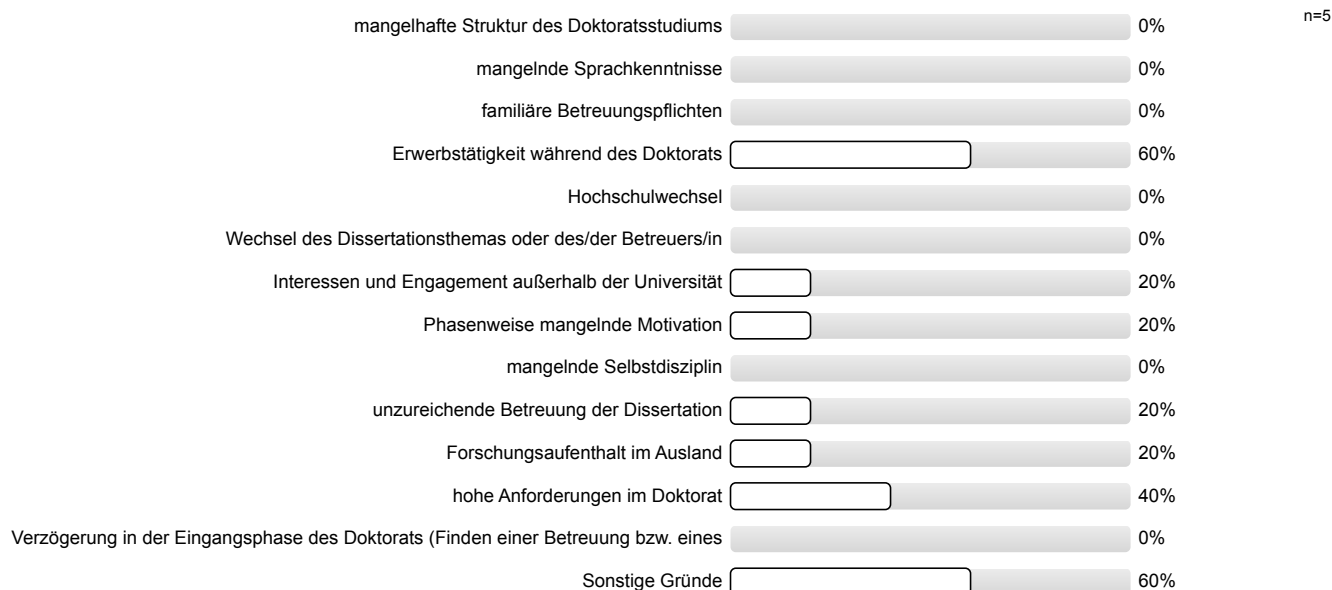 n=5
mangelhafte Struktur des Doktoratsstudiums 0%
mangelnde Sprachkenntnisse 0%
familiäre Betreuungspflichten 0%
Erwerbstätigkeit während des Doktorats 60%
Hochschulwechsel 0%
Wechsel des Dissertationsthemas oder des/der Betreuers/in 0%
Interessen und Engagement außerhalb der Universität 20%
Phasenweise mangelnde Motivation 20%
mangelnde Selbstdisziplin 0%
unzureichende Betreuung der Dissertation 20%
Forschungsaufenthalt im Ausland 20%
hohe Anforderungen im Doktorat 40%
Verzögerung in der Eingangsphase des Doktorats (Finden einer Betreuung bzw. eines 0%
Sonstige Gründe 60%